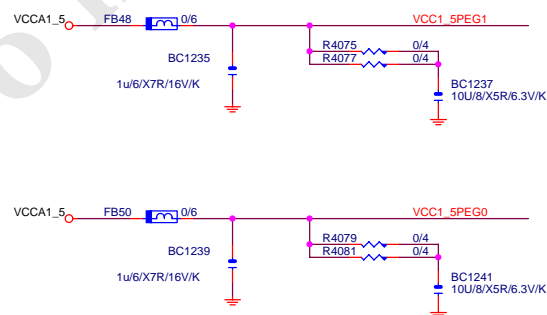 VCCA1_5 FB48 0/6 VCC1_5PEG1
R4075 0/4
R4077 0/4
BC1235
1u/6/X7R/16V/K
BC1237
10U/8/X5R/6.3V/K
VCCA1_5 FB50 0/6 VCC1_5PEG0
R4079 0/4
R4081 0/4
BC1239
1u/6/X7R/16V/K
BC1241
10U/8/X5R/6.3V/K